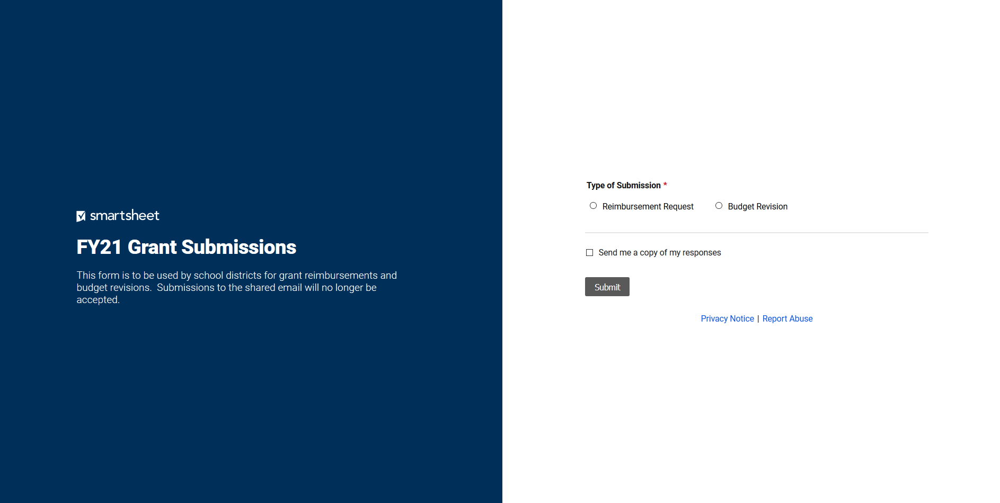 smartsheet
FY21 Grant Submissions
This form is to be used by school districts for grant reimbursements and
budget revisions.  Submissions to the shared email will no longer be
accepted.
Type of Submission *
Reimbursement Request
Budget Revision
Send me a copy of my responses
Submit
Privacy Notice | Report Abuse